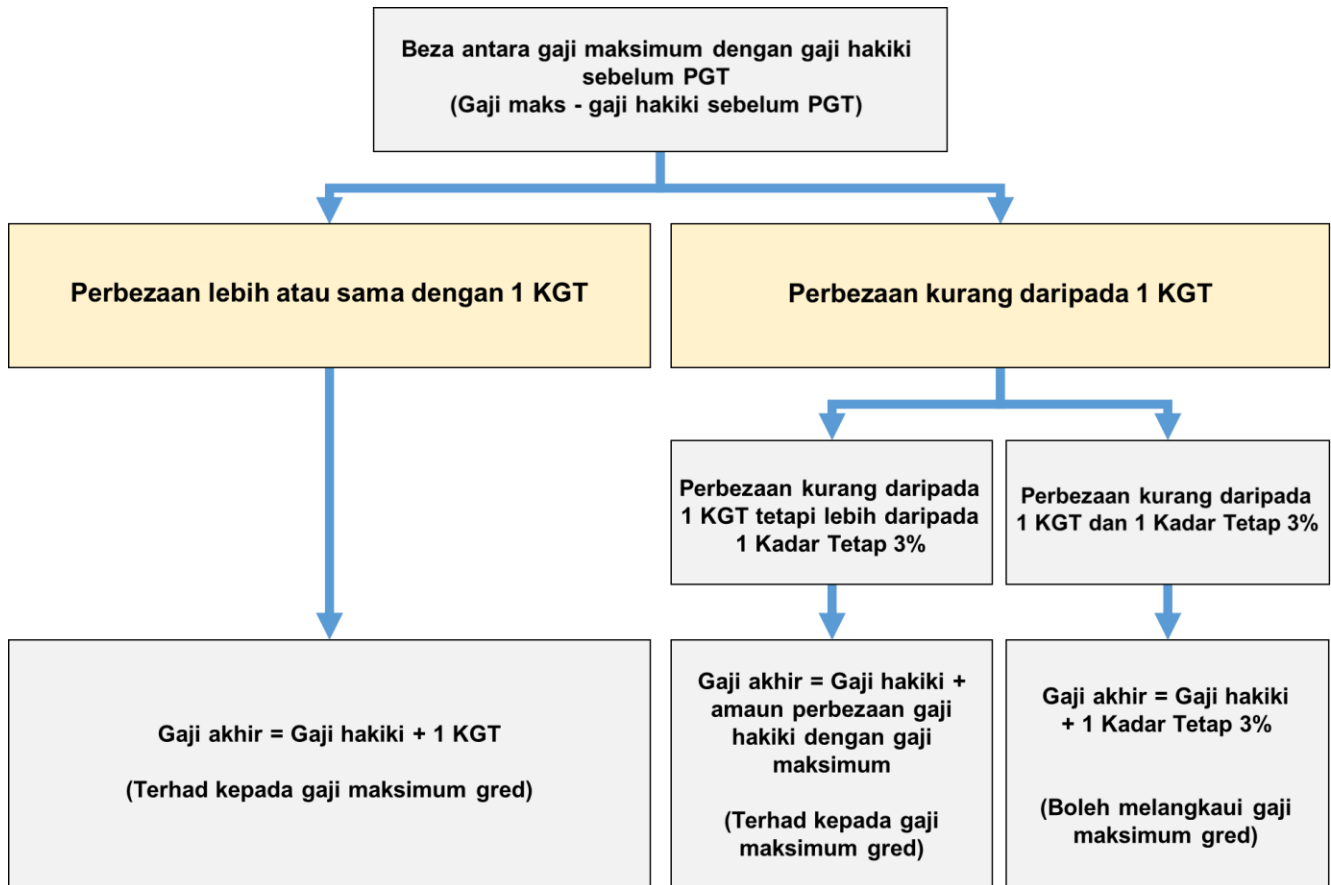 Beza antara gaji maksimum dengan gaji hakiki
sebelum PGT
(Gaji maks - gaji hakiki sebelum PGT)
Perbezaan lebih atau sama dengan 1 KGT
Perbezaan kurang daripada 1 KGT
Perbezaan kurang daripada
1 KGT tetapi lebih daripada
1 Kadar Tetap 3%
Perbezaan kurang daripada
1 KGT dan 1 Kadar Tetap 3%
Gaji akhir = Gaji hakiki + 1 KGT
(Terhad kepada gaji maksimum gred)
Gaji akhir = Gaji hakiki +
amaun perbezaan gaji
hakiki dengan gaji
maksimum
(Terhad kepada gaji
maksimum gred)
Gaji akhir = Gaji hakiki
+ 1 Kadar Tetap 3%
(Boleh melangkaui gaji
maksimum gred)